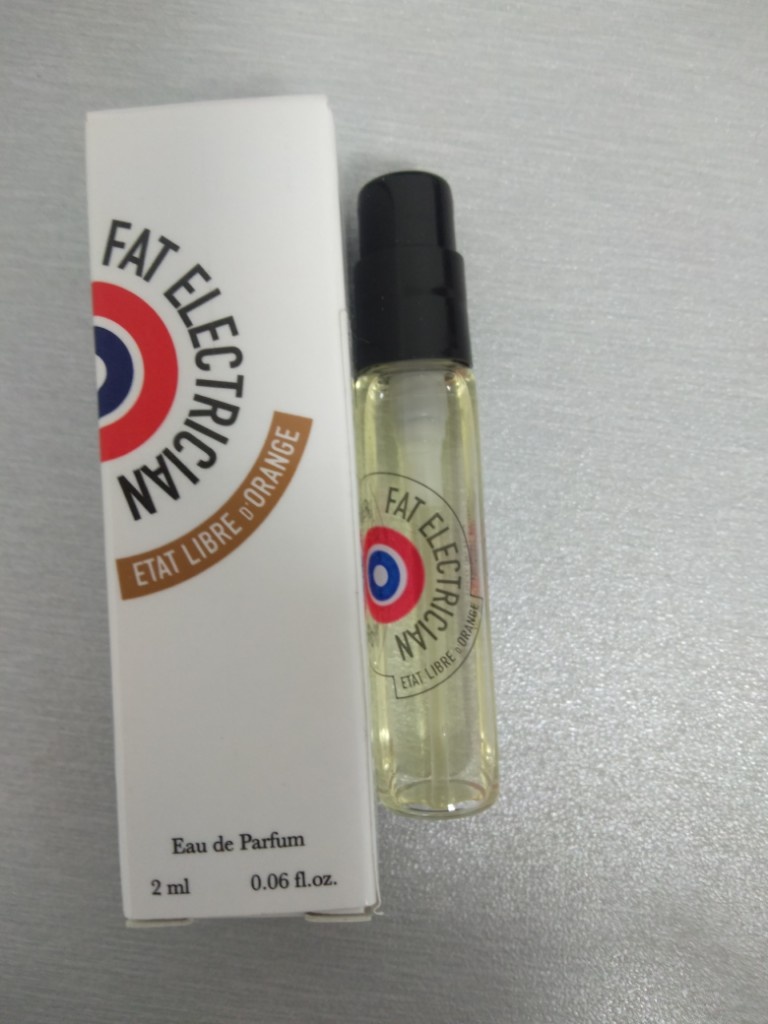 FAT ELECTRICIAN
ETAT LIBRE D'ORANGE
Eau de Parfum
2 ml 0.06 fl.oz.
FAT ELECTRICIAN
ETAT LIBRE D'ORANGE